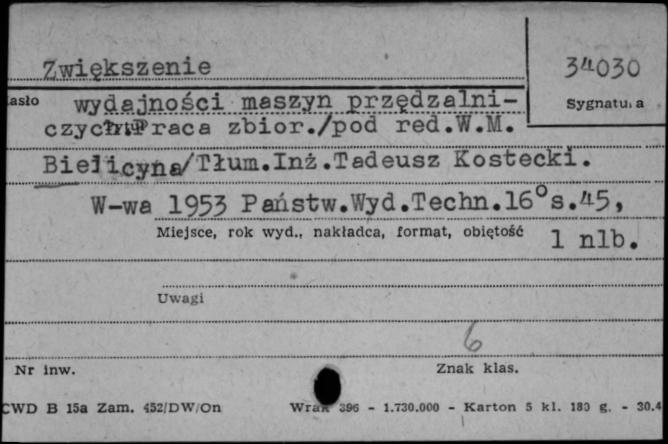 Zwiększenie
34030
asło
wydajności maszyn przędzalni-
Sygnatura
czych Praca zbior./pod red.W.M.
Bielicyna/Tłum.Inż.Tadeusz Kostecki.
W-wa 1953 Państw.Wyd.Techn.16°s.45,
Miejsce, rok wyd., nakładca, format, objętość
1 nlb.
Uwagi
6
Nr inw.
Znak klas.
CWD B 15a Zam. 452/DW/On
396 - 1.730.000 - Karton 5 kl. 180 g. - 30.4